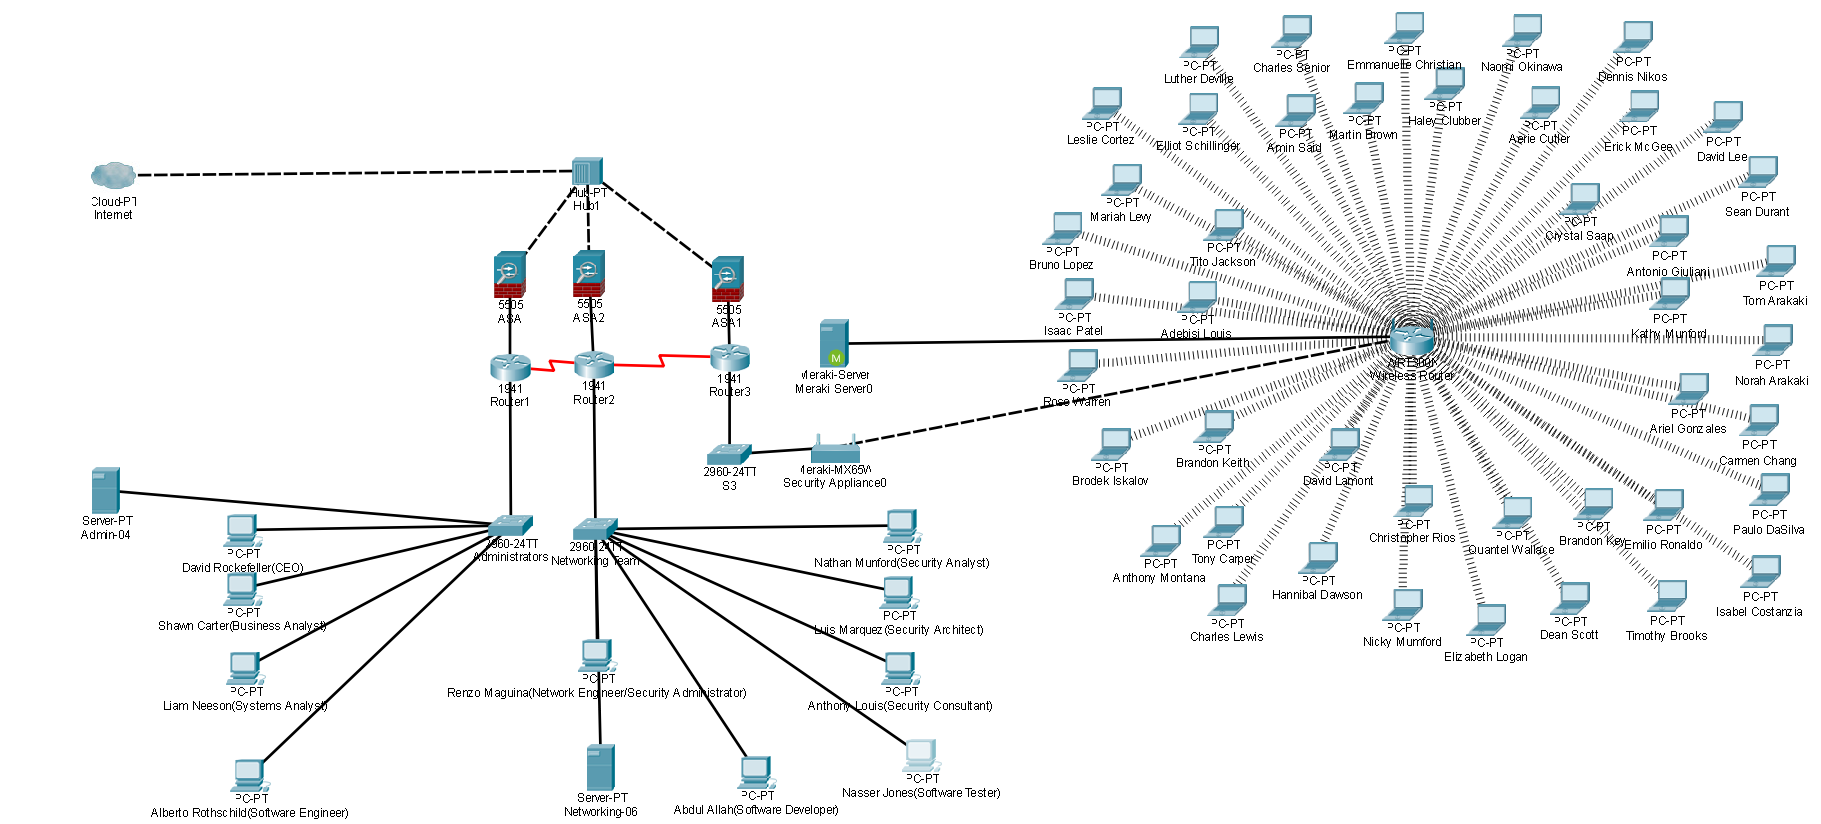 Cloud-PT
Internet
Hub-PT
Hub1
5505
ASA
5505
ASA2
5505
ASA1
1941
Router1
1941
Router2
1941
Router3
Meraki-Server
Meraki Server0
2960-24TT
S3
Meraki-MX65W
Security Appliance0
Server-PT
Admin-04
2960-24TT
Administrators
2960-24TT
Networking Team
PC-PT
David Rockefeller(CEO)
PC-PT
Shawn Carter(Business Analyst)
PC-PT
Liam Neeson(Systems Analyst)
PC-PT
Alberto Rothschild(Software Engineer)
PC-PT
Renzo Maguina(Network Engineer/Security Administrator)
Server-PT
Networking-06
PC-PT
Abdul Allah(Software Developer)
PC-PT
Nasser Jones(Software Tester)
PC-PT
Nathan Munford(Security Analyst)
PC-PT
Luis Marquez(Security Architect)
PC-PT
Anthony Louis(Security Consultant)
PC-PT
Luther Deville
PC-PT
Charles Senior
PC-PT
Emmanuelle Christian
PC-PT
Naomi Okinawa
PC-PT
Dennis Nikos
PC-PT
Leslie Cortez
PC-PT
Elliot Schillinger
PC-PT
Amin Said
PC-PT
Martin Brown
PC-PT
Haley Clubber
PC-PT
Aerie Cutler
PC-PT
Erick McGee
PC-PT
David Lee
PC-PT
Mariah Levy
PC-PT
Sean Durant
PC-PT
Bruno Lopez
PC-PT
Tito Jackson
PC-PT
Crystal Saap
PC-PT
Antonio Giuliani
PC-PT
Tom Arakaki
PC-PT
Isaac Patel
PC-PT
Adebisi Louis
PC-PT
Kathy Munford
PC-PT
Norah Arakaki
WRT300N
Wireless Router
PC-PT
Rose Warren
PC-PT
Ariel Gonzales
PC-PT
Carmen Chang
PC-PT
Brodek Iskalov
PC-PT
Brandon Keith
PC-PT
David Lamont
PC-PT
Paulo DaSilva
PC-PT
Anthony Montana
PC-PT
Tony Carper
PC-PT
Christopher Rios
PC-PT
Quantel Wallace
PC-PT
Brandon Key
PC-PT
Emilio Ronaldo
PC-PT
Hannibal Dawson
PC-PT
Isabel Costanzia
PC-PT
Charles Lewis
PC-PT
Nicky Mumford
PC-PT
Elizabeth Logan
PC-PT
Dean Scott
PC-PT
Timothy Brooks